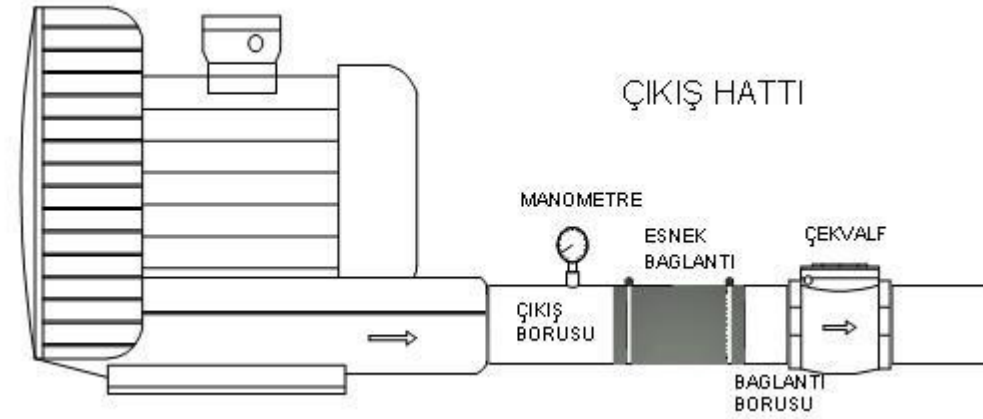 ÇIKIŞ HATTI
MANOMETRE
ESNEK
BAGLANTI
ÇEKVALF
ÇIKIŞ
BORUSU
BAGLANTI
BORUSU